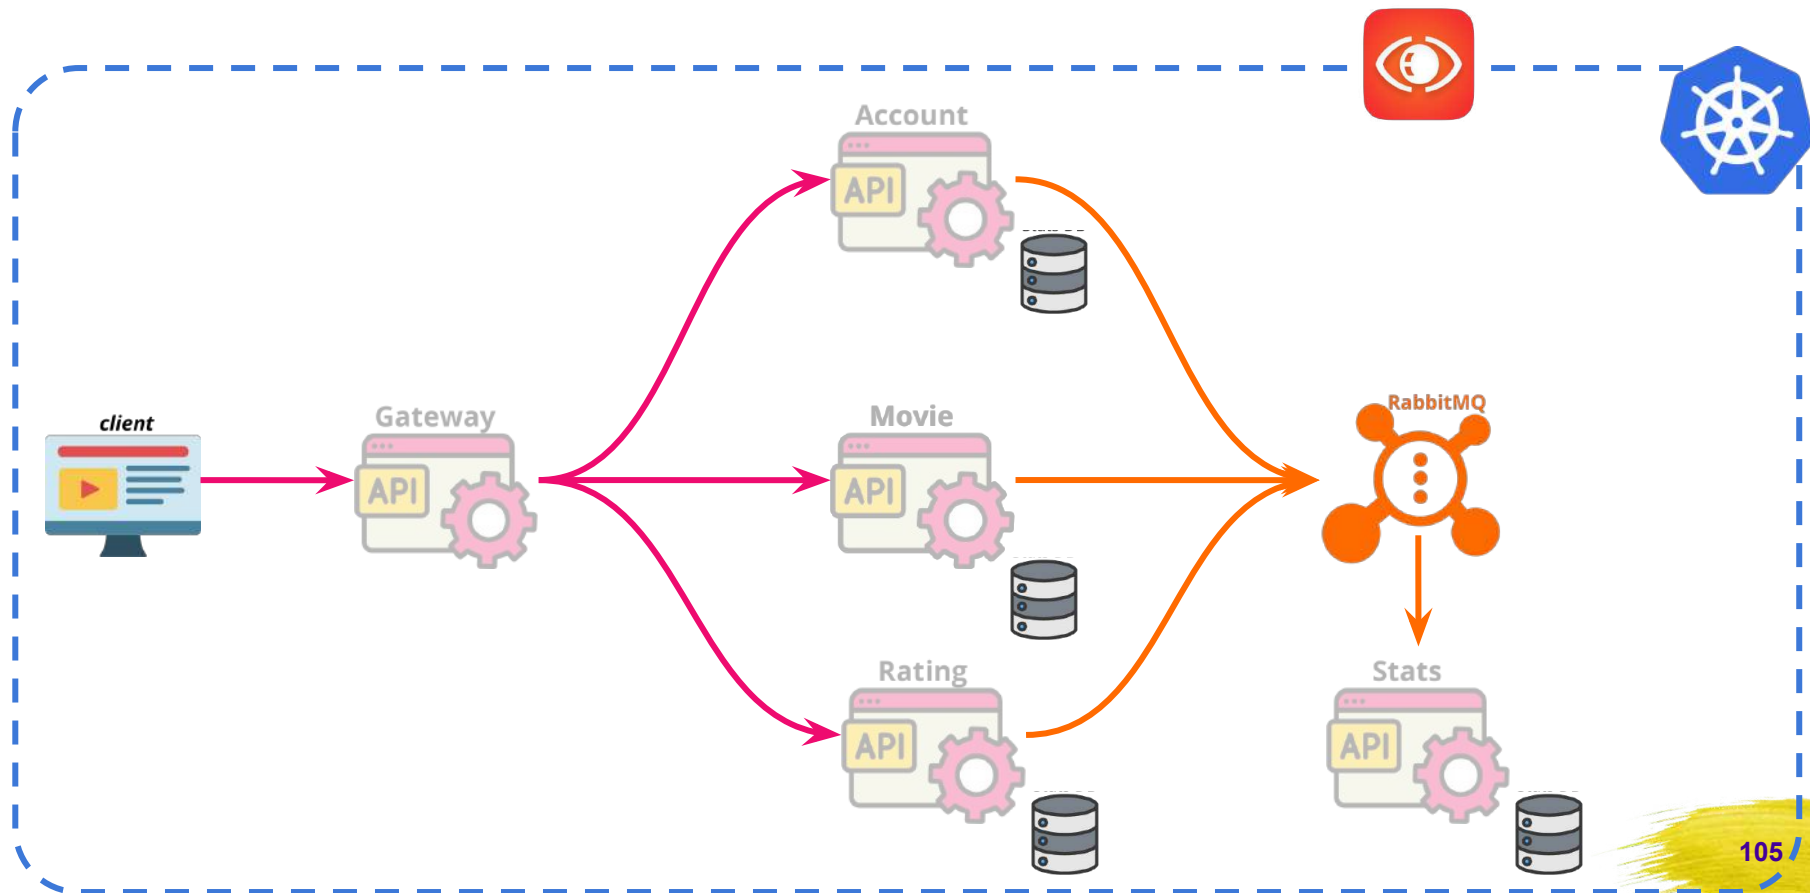 Account
API
client
Gateway
API
Movie
API
RabbitMQ
Rating
API
Stats
API
105